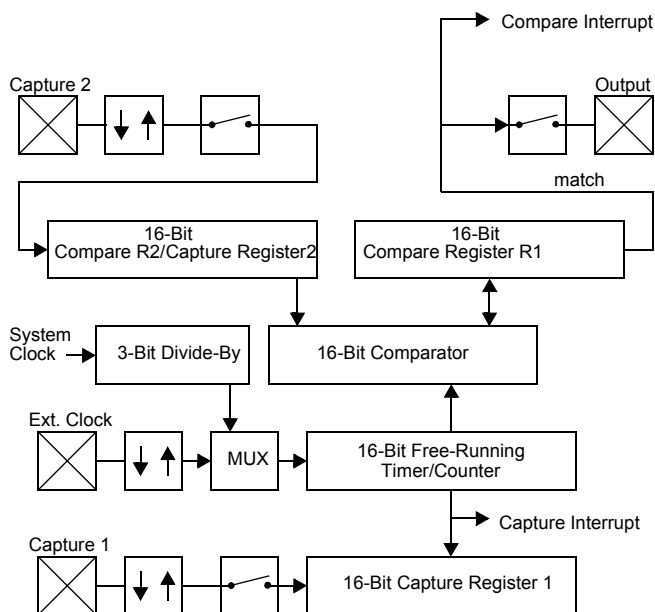 Compare Interrupt
Capture 2
Output
match
16-Bit
Compare R2/Capture Register2
16-Bit
Compare Register R1
System
Clock
3-Bit Divide-By
16-Bit Comparator
Ext. Clock
MUX
16-Bit Free-Running
Timer/Counter
Capture Interrupt
Capture 1
16-Bit Capture Register 1